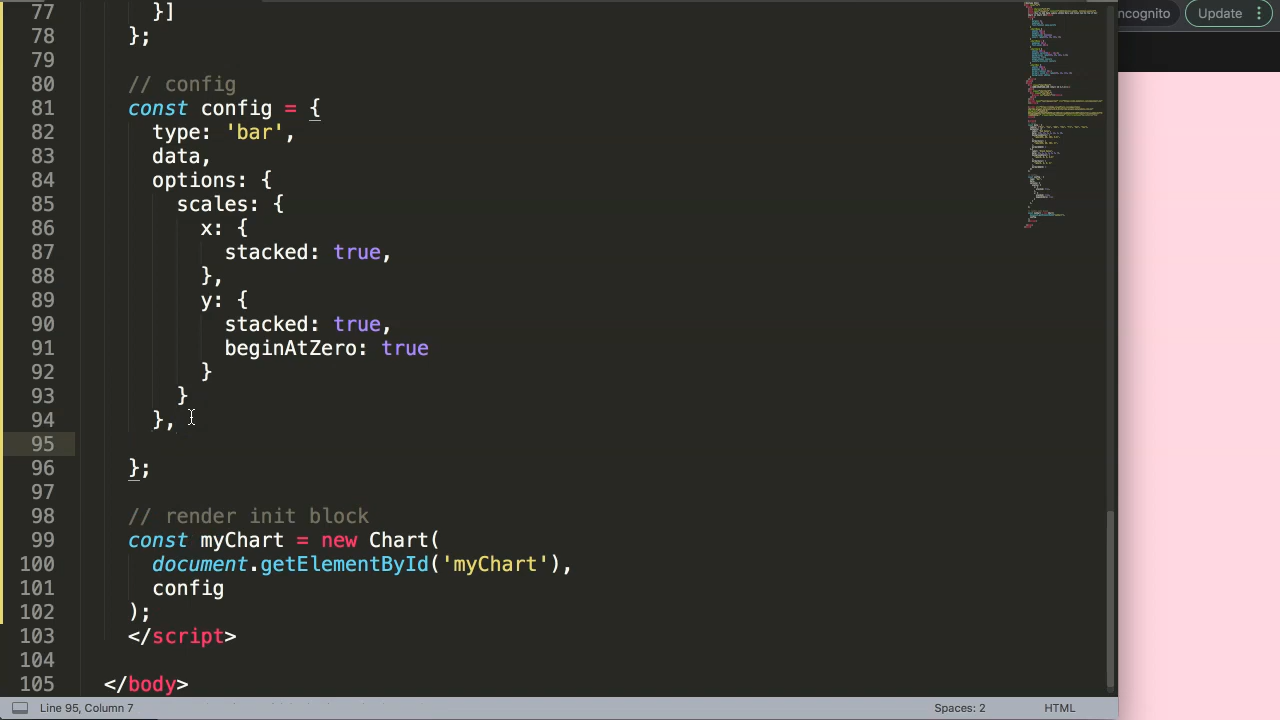 77 }]
78 };
79
80 // config
81 const config = {
82 type: 'bar',
83 data,
84 options: {
85 scales: {
86 x: {
87 stacked: true,
88 },
89 y: {
90 stacked: true,
91 beginAtZero: true
92 }
93 }
94 },
95
96 };
97
98 // render init block
99 const myChart = new Chart(
100 document.getElementById('myChart'),
101 config
102 );
103 </script>
104
105 </body>
Line 95, Column 7
Spaces: 2
HTML
Update